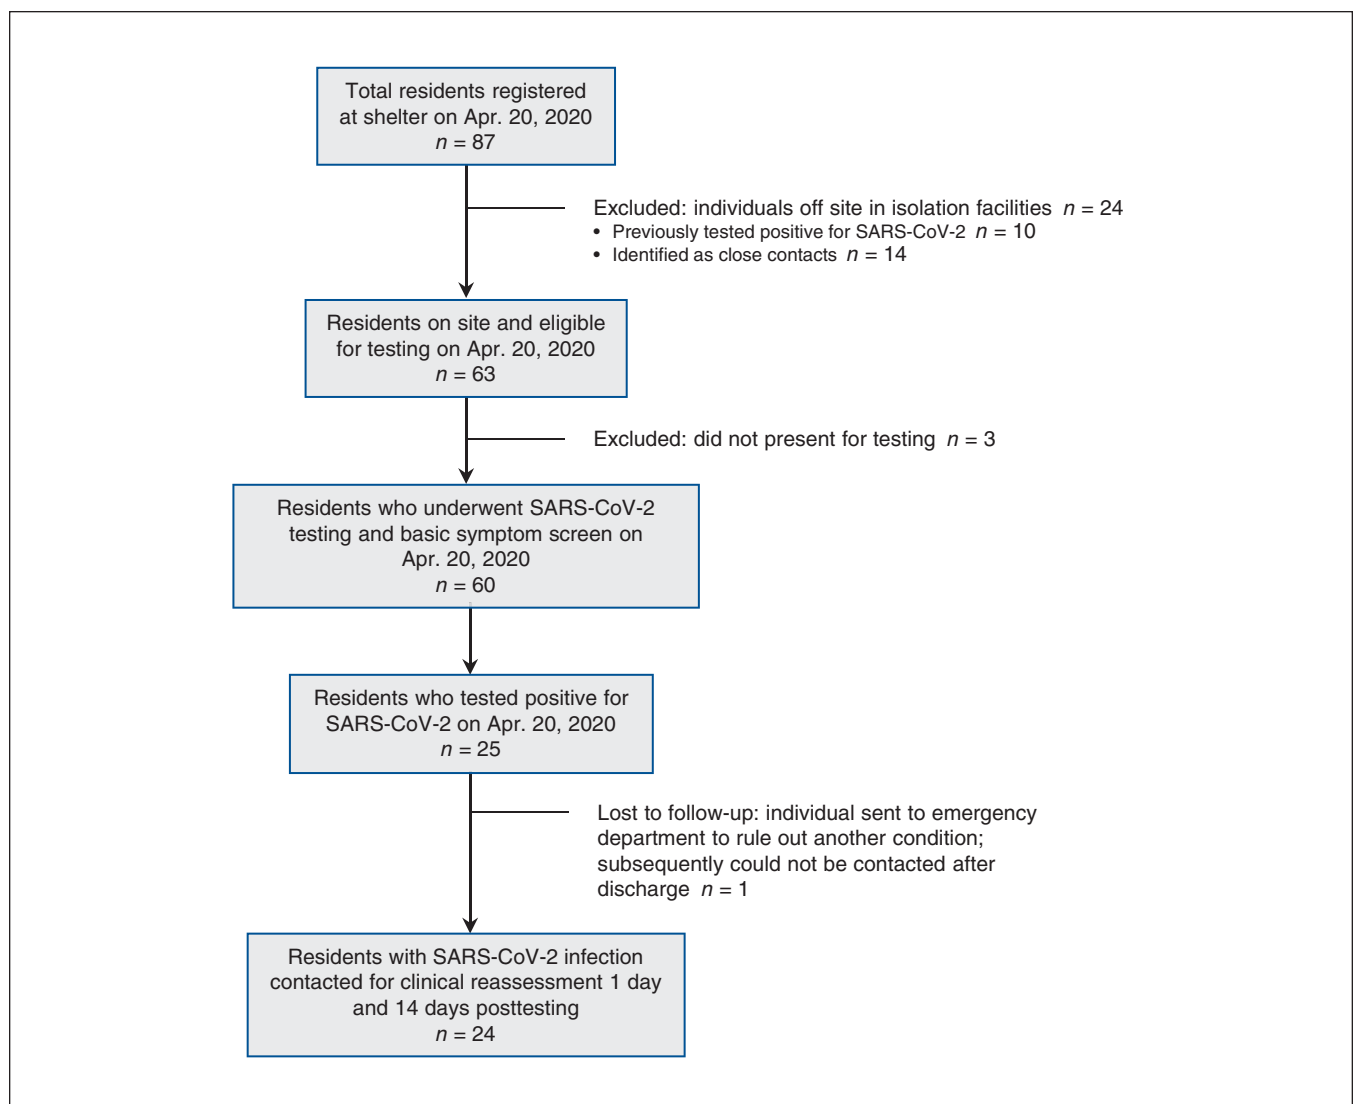 Total residents registered
at shelter on Apr. 20, 2020
n = 87
Excluded: individuals off site in isolation facilities n = 24
• Previously tested positive for SARS-CoV-2 n = 10
• Identified as close contacts n = 14
Residents on site and eligible
for testing on Apr. 20, 2020
n = 63
Excluded: did not present for testing n = 3
Residents who underwent SARS-CoV-2
testing and basic symptom screen on
Apr. 20, 2020
n = 60
Residents who tested positive for
SARS-CoV-2 on Apr. 20, 2020
n = 25
Lost to follow-up: individual sent to emergency
department to rule out another condition;
subsequently could not be contacted after
discharge n = 1
Residents with SARS-CoV-2 infection
contacted for clinical reassessment 1 day
and 14 days posttesting
n = 24